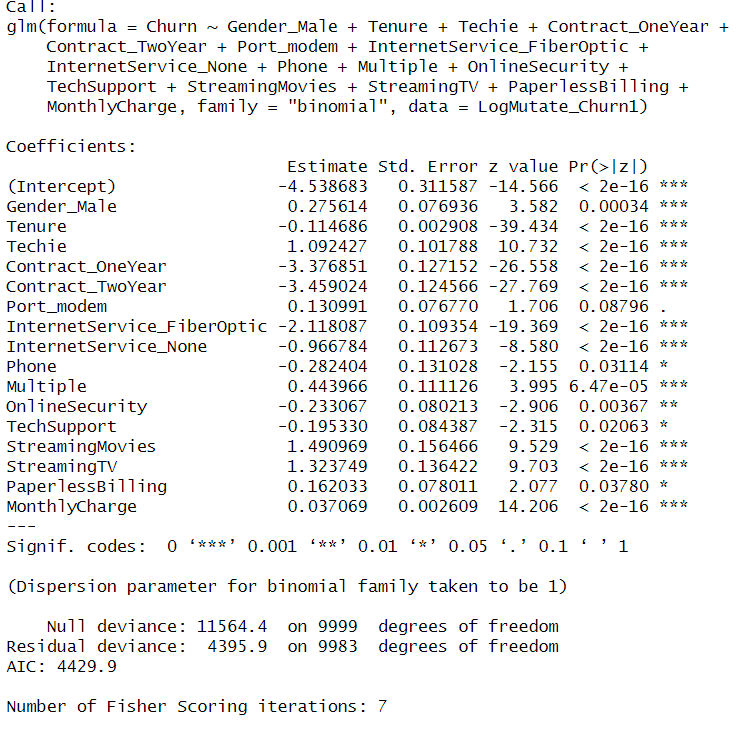 Call:
glm(formula = Churn ~ Gender_Male + Tenure + Techie + Contract_OneYear +
    Contract_TwoYear + Port_modem + InternetService_FiberOptic +
    InternetService_None + Phone + Multiple + OnlineSecurity +
    TechSupport + StreamingMovies + StreamingTV + PaperlessBilling +
    MonthlyCharge, family = "binomial", data = LogMutate_Churn1)
Coefficients:
                            Estimate Std. Error z value Pr(>|z|)
(Intercept)                -4.538683   0.311587 -14.566  < 2e-16 ***
Gender_Male                 0.275614   0.076936   3.582  0.00034 ***
Tenure                     -0.114686   0.002908 -39.434  < 2e-16 ***
Techie                      1.092427   0.101788  10.732  < 2e-16 ***
Contract_OneYear           -3.376851   0.127152 -26.558  < 2e-16 ***
Contract_TwoYear           -3.459024   0.124566 -27.769  < 2e-16 ***
Port_modem                  0.130991   0.076770   1.706  0.08796 .
InternetService_FiberOptic -2.118087   0.109354 -19.369  < 2e-16 ***
InternetService_None       -0.966784   0.112673  -8.580  < 2e-16 ***
Phone                      -0.282404   0.131028  -2.155  0.03114 *
Multiple                    0.443966   0.111126   3.995 6.47e-05 ***
OnlineSecurity             -0.233067   0.080213  -2.906  0.00367 **
TechSupport                -0.195330   0.084387  -2.315  0.02063 *
StreamingMovies             1.490969   0.156466   9.529  < 2e-16 ***
StreamingTV                 1.323749   0.136422   9.703  < 2e-16 ***
PaperlessBilling            0.162033   0.078011   2.077  0.03780 *
MonthlyCharge               0.037069   0.002609  14.206  < 2e-16 ***
---
Signif. codes:  0 ‘***’ 0.001 ‘**’ 0.01 ‘*’ 0.05 ‘.’ 0.1 ‘ ’ 1
(Dispersion parameter for binomial family taken to be 1)
    Null deviance: 11564.4  on 9999  degrees of freedom
Residual deviance:  4395.9  on 9983  degrees of freedom
AIC: 4429.9
Number of Fisher Scoring iterations: 7